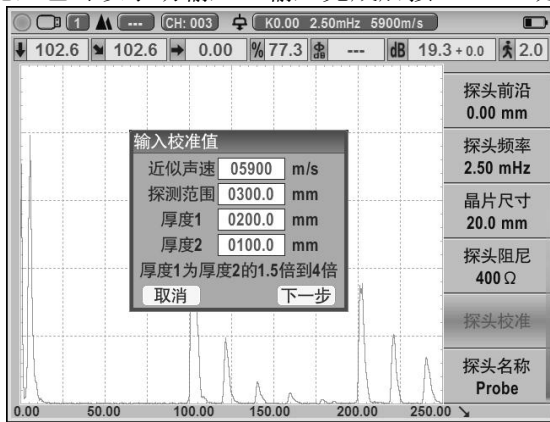 1 --- CH: 003 K0.00 2.50mHz 5900m/s
102.6 102.6 0.00 % 77.3 dB --- dB 19.3 + 0.0 2.0
探头前沿
0.00 mm
探头频率
2.50 mHz
晶片尺寸
20.0 mm
探头阻尼
400 Ω
探头校准
探头名称
Probe
输入校准值
近似声速 05900 m/s
探测范围 0300.0 mm
厚度1 0200.0 mm
厚度2 0100.0 mm
厚度1为厚度2的1.5倍到4倍
取消 下一步
0.00 50.00 100.00 150.00 200.00 250.00